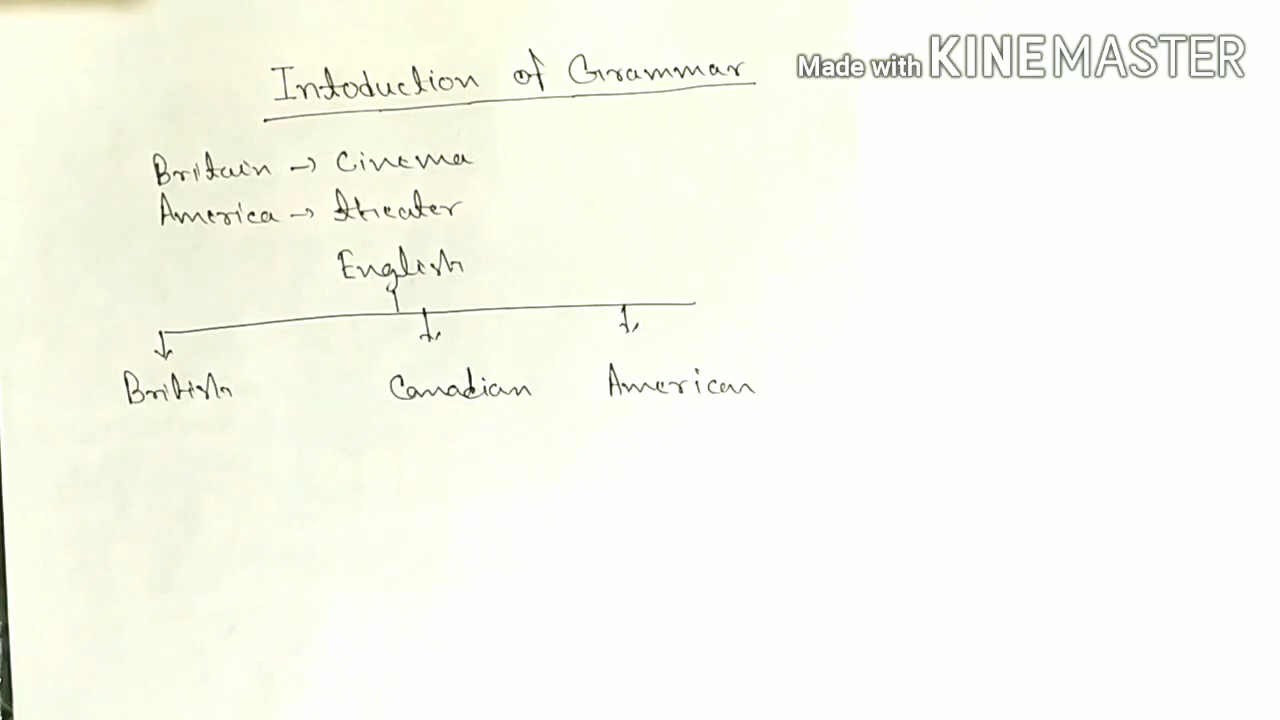 Intoduction of Grammar
Made with KINEMASTER
Britain → Cinema
America → theater
English
British Canadian American